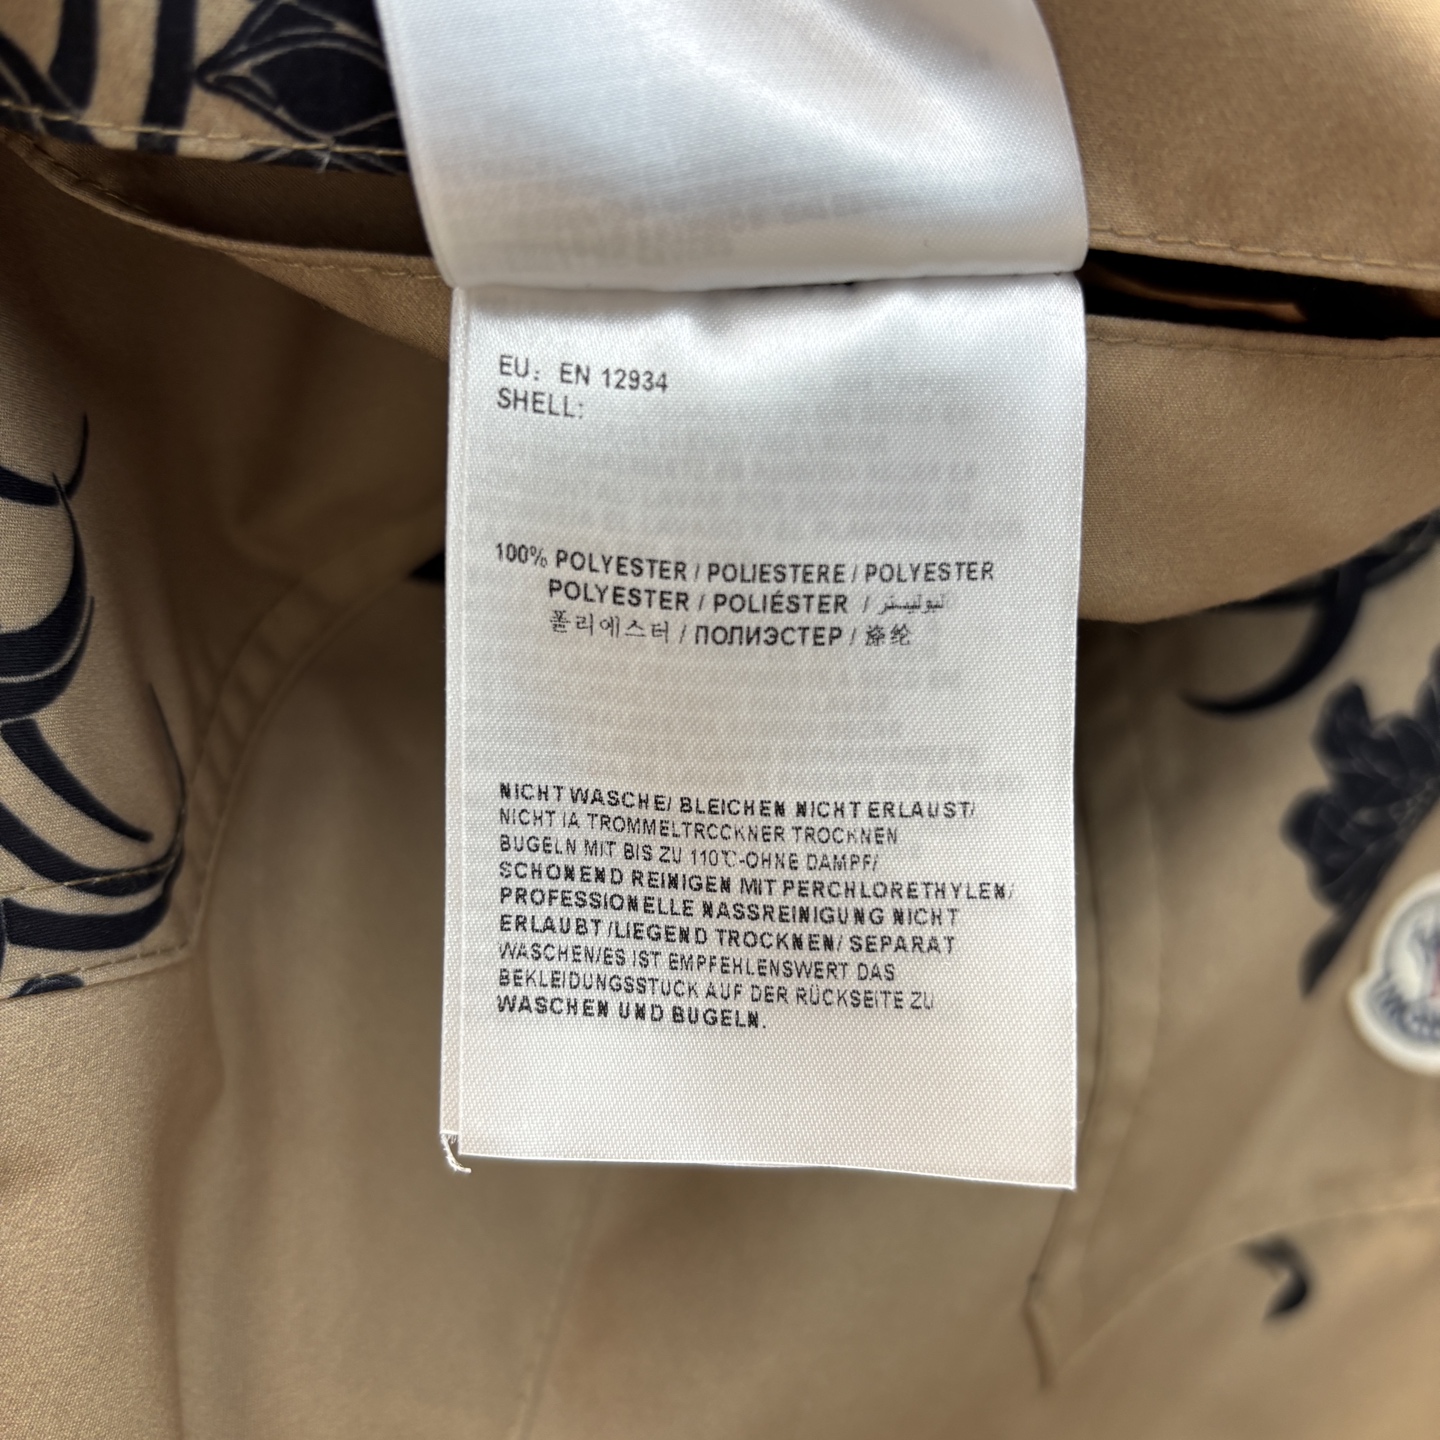 EU: EN 12934
SHELL:
100% POLYESTER / POLIESTERE / POLYESTER
POLYESTER / POLIÉSTER /
폴리에스터 / ПОЛИЭСТЕР / 涤纶
NICHT WASCHE/ BLEICHEN NICHT ERLAUST/
NICHT IA TROMMELTRCCKNER TROCKNEN
BUGELN MIT BIS ZU 110℃-OHNE DAMPF/
SCHONEND REINIGEN MIT PERCHLORETHYLEN/
PROFESSIONELLE NASSREINIGUNG NICHT
ERLAUBT/LIEGEND TROCKNEN/ SEPARAT
WASCHEN/ES IST EMPFEHLENSWERT DAS
BEKLEIDUNGSSTUCK AUF DER RÜCKSEITE ZU
WASCHEN UND BUGELN.